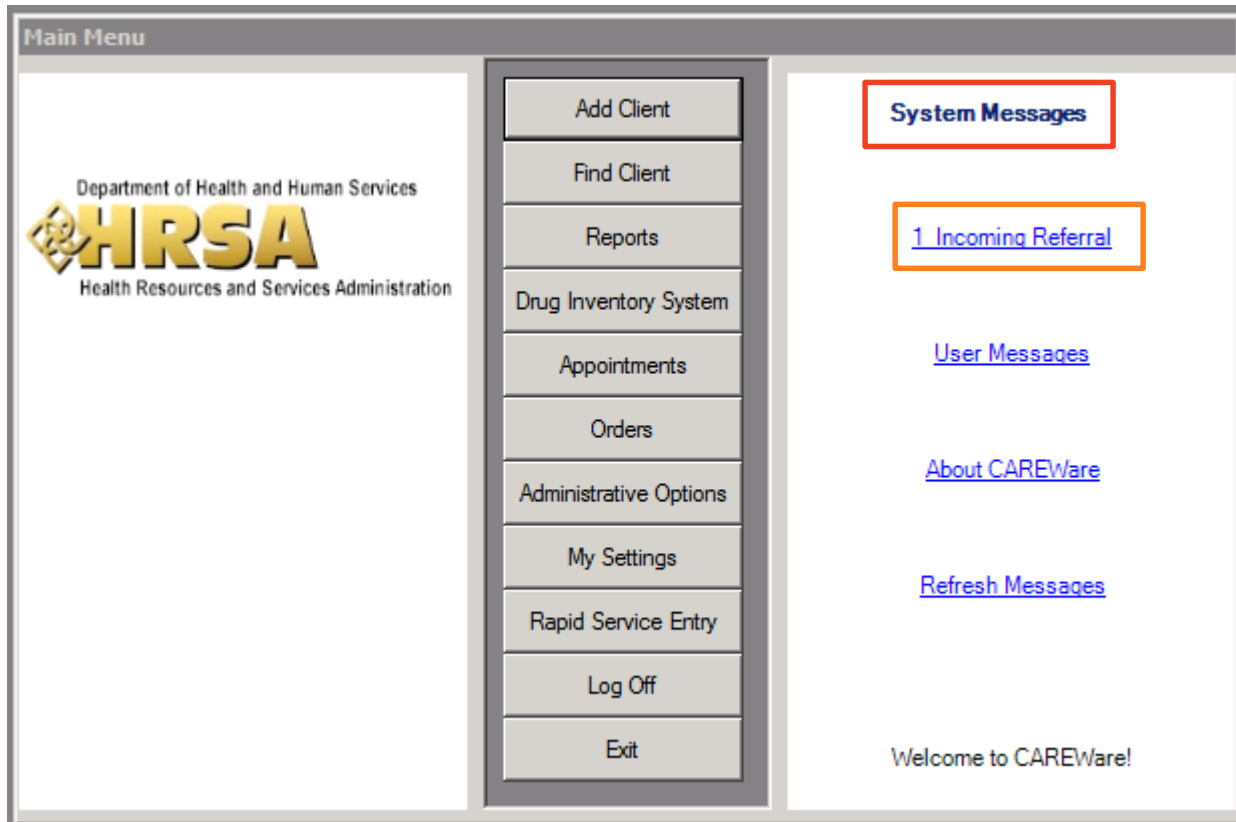 Main Menu
Department of Health and Human Services
HRSA
Health Resources and Services Administration
Add Client
Find Client
Reports
Drug Inventory System
Appointments
Orders
Administrative Options
My Settings
Rapid Service Entry
Log Off
Exit
System Messages
1 Incoming Referral
User Messages
About CAREWare
Refresh Messages
Welcome to CAREWare!